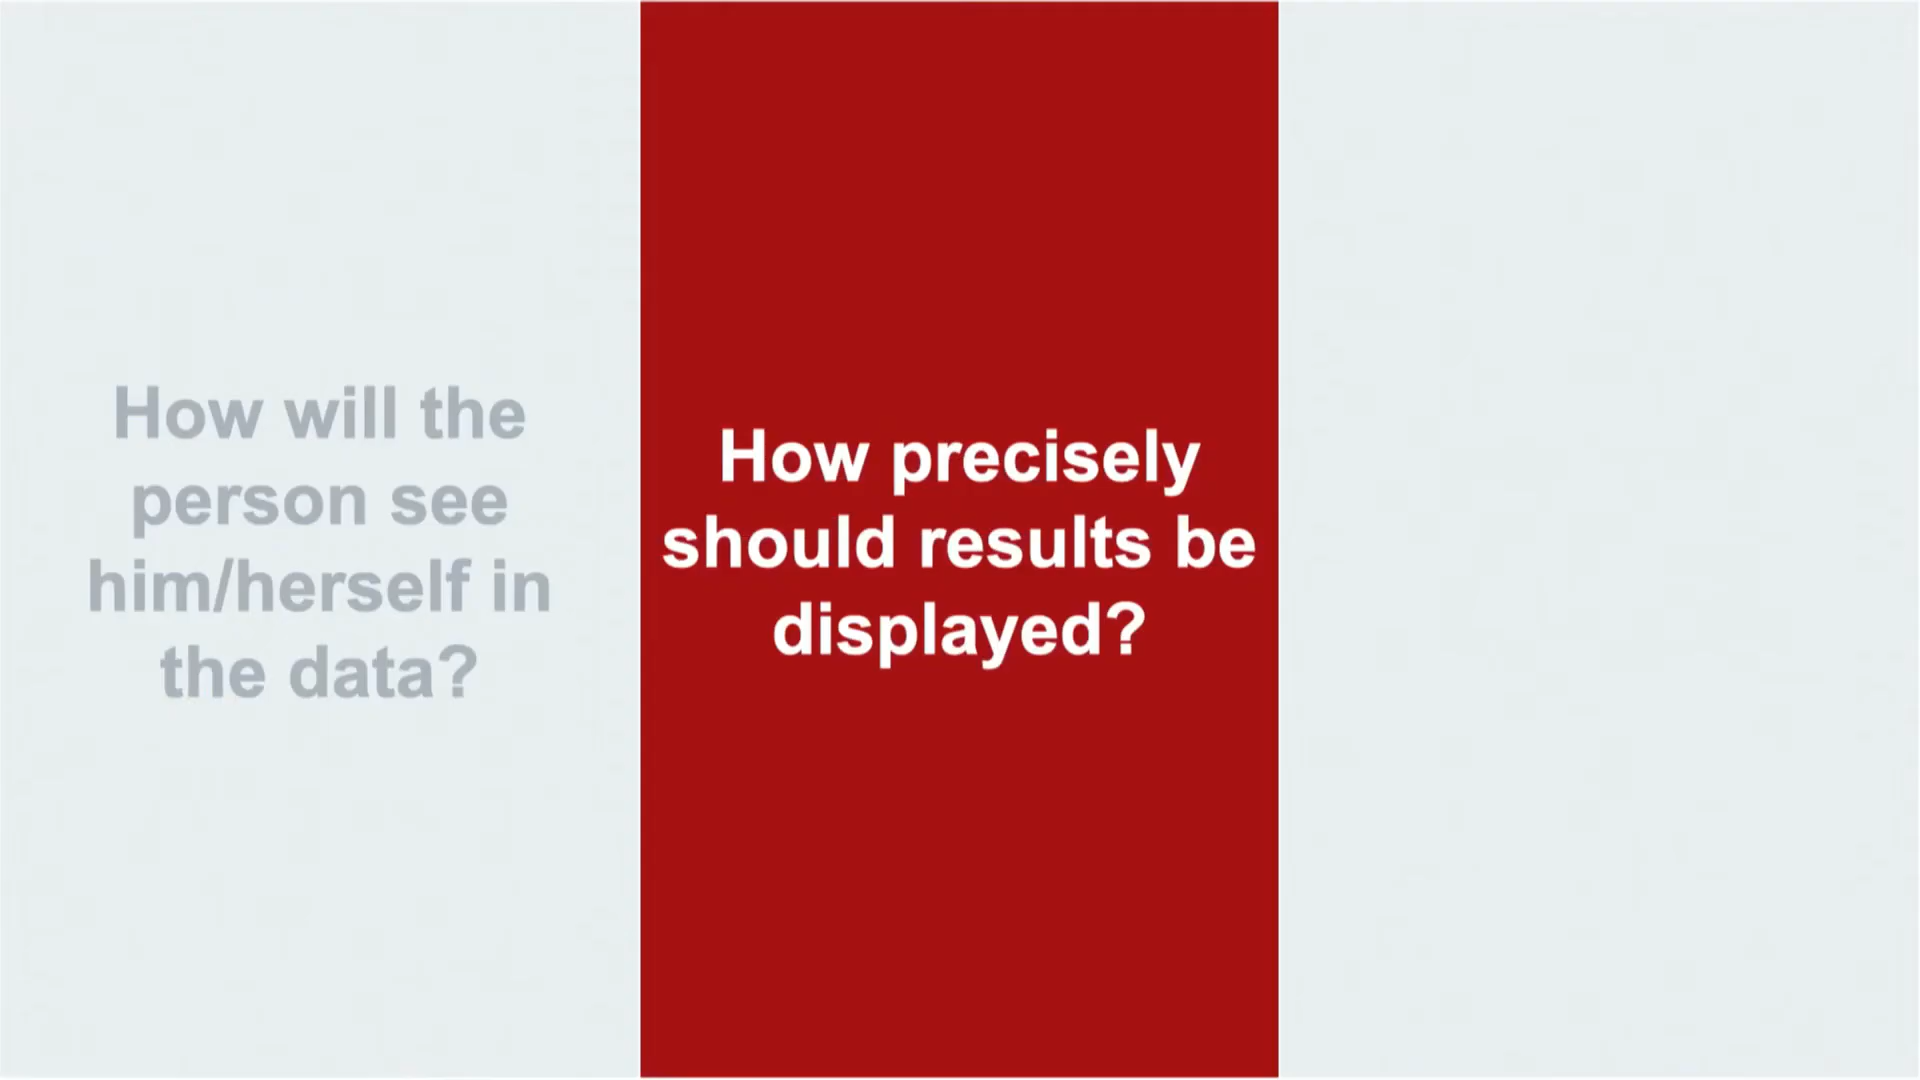 How will the
person see
him/herself in
the data?
How precisely
should results be
displayed?